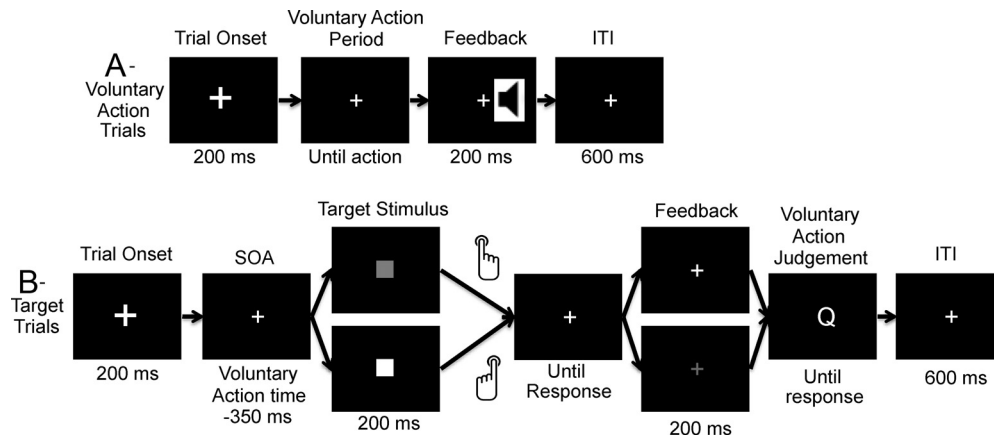 Voluntary Action
Trial Onset Period Feedback ITI
A-
Voluntary
Action
Trials
200 ms Until action 200 ms 600 ms
Target Stimulus Feedback Voluntary
Trial Onset SOA Action
Judgement ITI
B-
Target
Trials
Q
200 ms Voluntary Until Until 600 ms
Action time Response response
-350 ms 200 ms 200 ms